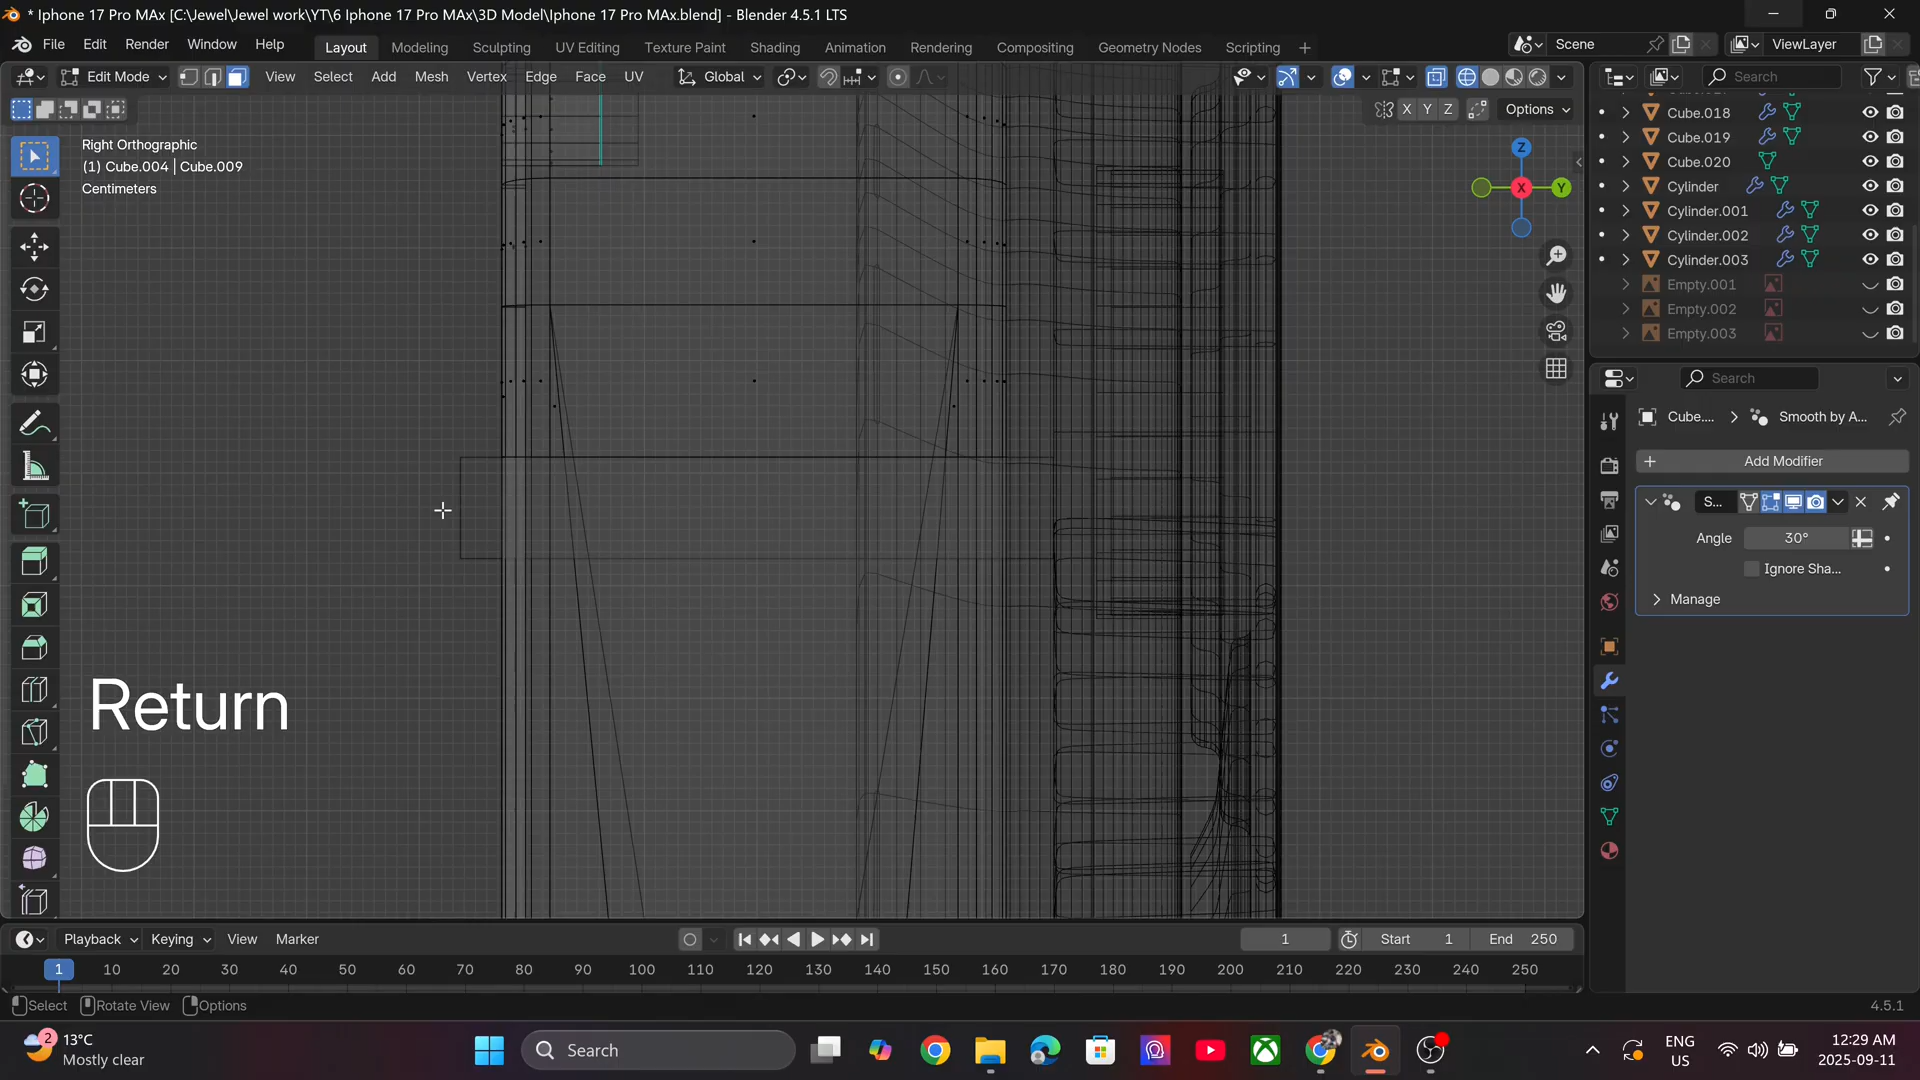 * Iphone 17 Pro MAx [C:\Jewel\Jewel work\YT\6 Iphone 17 Pro MAx\3D Model\Iphone 17 Pro MAx.blend] - Blender 4.5.1 LTS
File Edit Render Window Help Layout Modeling Sculpting UV Editing Texture Paint Shading Animation Rendering Compositing Geometry Nodes Scripting + Scene ViewLayer
Edit Mode View Select Add Mesh Vertex Edge Face UV Global Search
X Y Z Options
Right Orthographic
(1) Cube.004 | Cube.009
Centimeters
Z
X
Y
Cube.018
Cube.019
Cube.020
Cylinder
Cylinder.001
Cylinder.002
Cylinder.003
Empty.001
Empty.002
Empty.003
Search
Cube.... Smooth by A...
+ Add Modifier
S...
Angle 30°
Ignore Sha...
Manage
Return
Playback Keying View Marker 1 Start 1 End 250
1 10 20 30 40 50 60 70 80 90 100 110 120 130 140 150 160 170 180 190 200 210 220 230 240 250
Select Rotate View Options 4.5.1
2 13°C
Mostly clear
Search
ENG
US
12:29 AM
2025-09-11